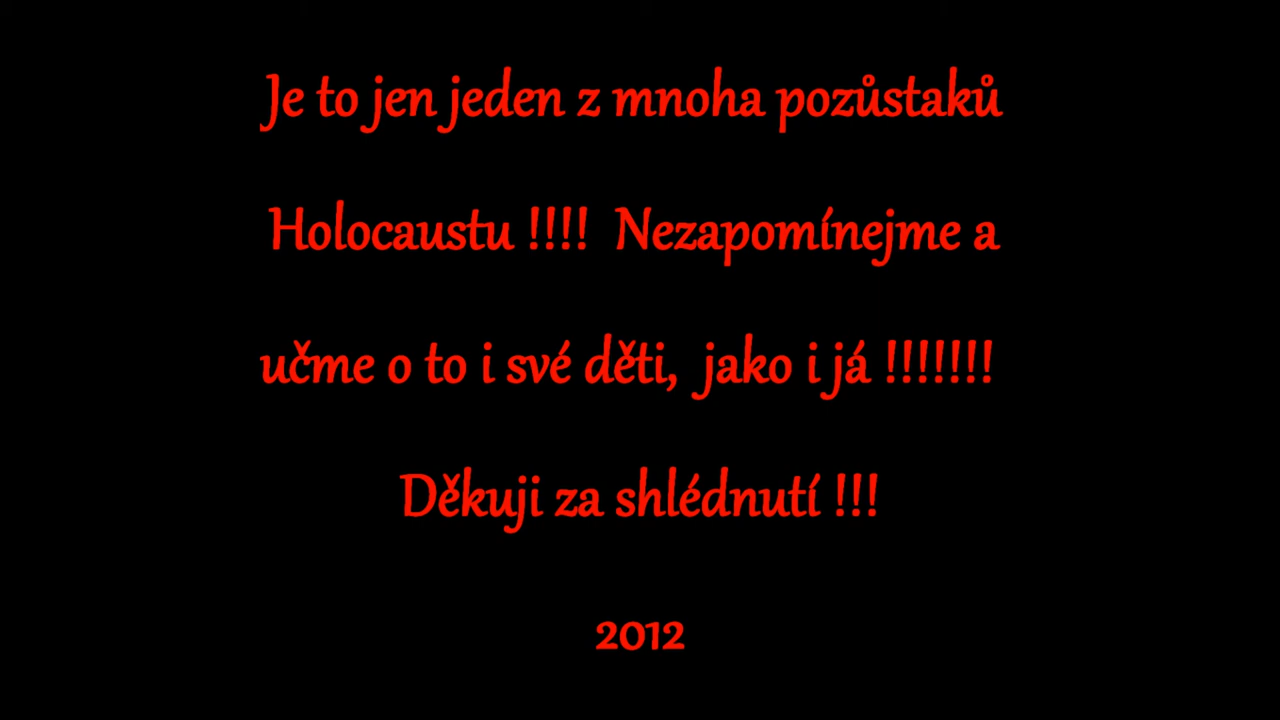 Je to jen jeden z mnoha pozůstaků
Holocaustu !!!! Nezapomínejme a
učme o to i své děti, jako i já !!!!!!!
Děkuji za shlédnutí !!!
2012